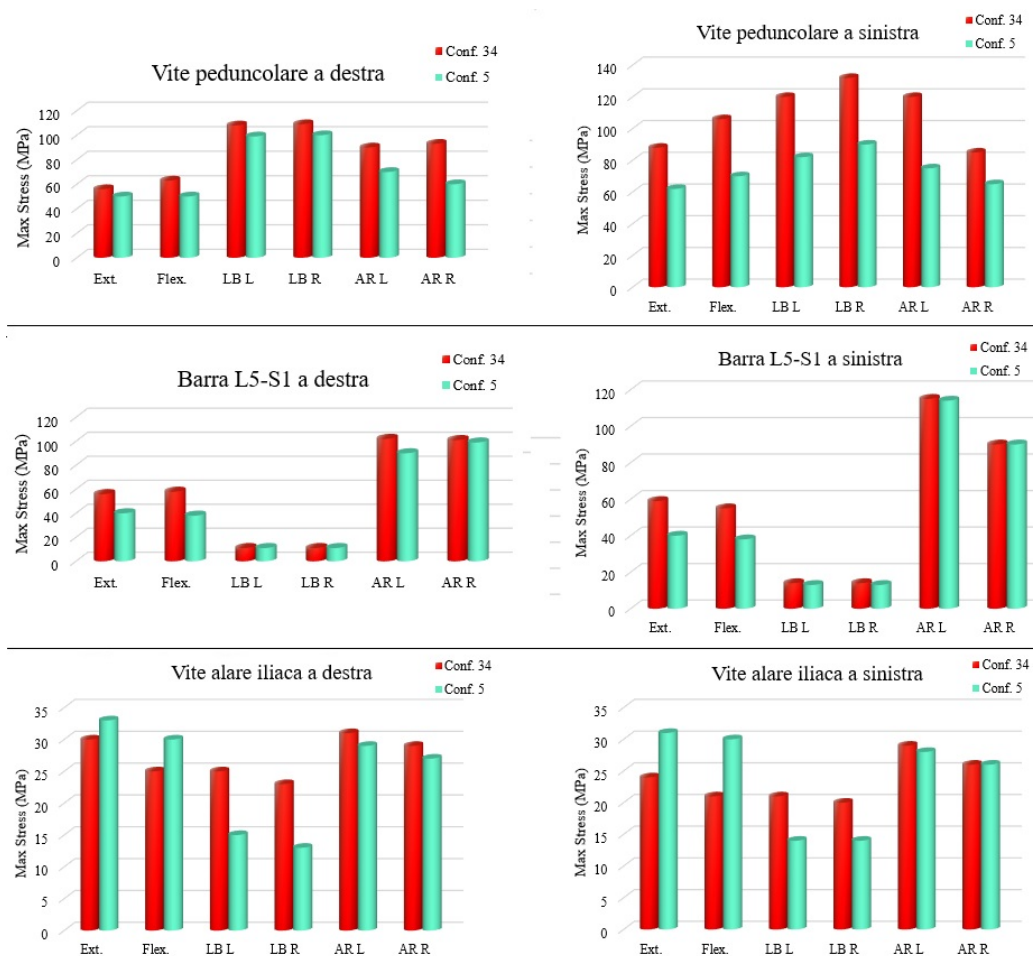 Vite peduncolare a destra
Conf. 34
Conf. 5
Max Stress (MPa)
120
100
80
60
40
20
0
Ext.
Flex.
LB L
LB R
AR L
AR R
Vite peduncolare a sinistra
Conf. 34
Conf. 5
Max Stress (MPa)
140
120
100
80
60
40
20
0
Ext.
Flex.
LB L
LB R
AR L
AR R
Barra L5-S1 a destra
Conf. 34
Conf. 5
Max Stress (MPa)
120
100
80
60
40
20
0
Ext.
Flex.
LB L
LB R
AR L
AR R
Barra L5-S1 a sinistra
Conf. 34
Conf. 5
Max Stress (MPa)
120
100
80
60
40
20
0
Ext.
Flex.
LB L
LB R
AR L
AR R
Vite alare iliaca a destra
Conf. 34
Conf. 5
Max Stress (MPa)
35
30
25
20
15
10
5
0
Ext.
Flex.
LB L
LB R
AR L
AR R
Vite alare iliaca a sinistra
Conf. 34
Conf. 5
Max Stress (MPa)
35
30
25
20
15
10
5
0
Ext.
Flex.
LB L
LB R
AR L
AR R